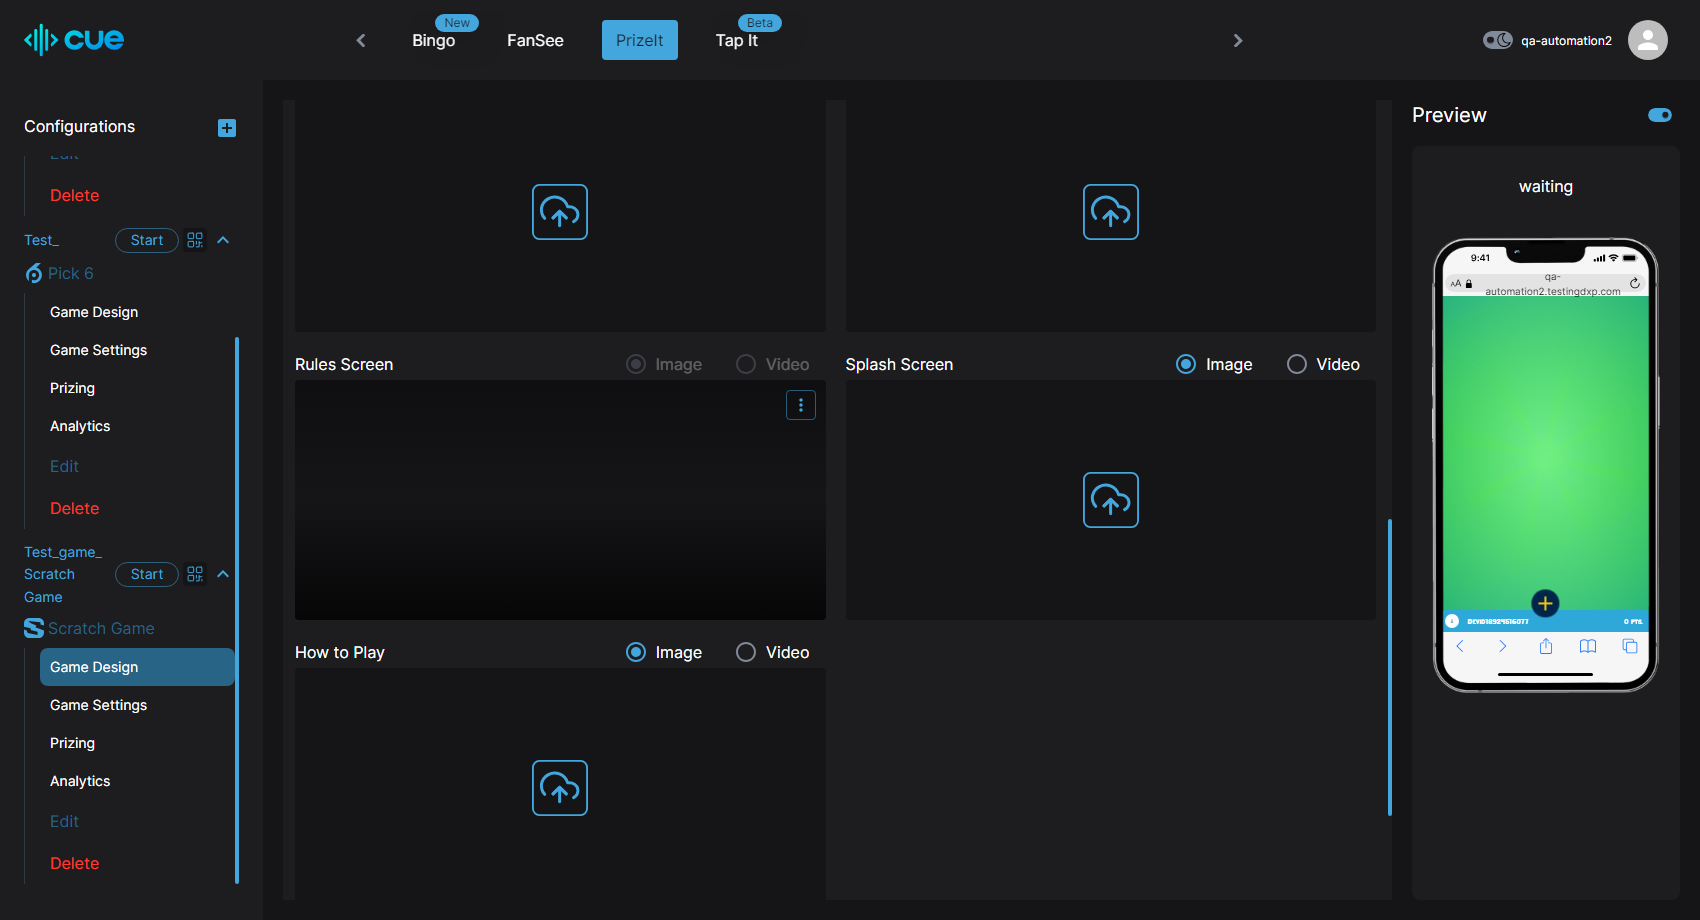 cue
New
Bingo
FanSee
PrizeIt
Beta
Tap It
qa-automation2
Configurations
Edit
Delete
Test_
Start
Pick 6
Game Design
Game Settings
Prizing
Analytics
Edit
Delete
Test_game_
Scratch
Game
Start
Scratch Game
Game Design
Game Settings
Prizing
Analytics
Edit
Delete
Rules Screen
Image
Video
Splash Screen
Image
Video
How to Play
Image
Video
Preview
waiting
9:41
AA
qa-
automation2.testingdxp.com
0 PTS.